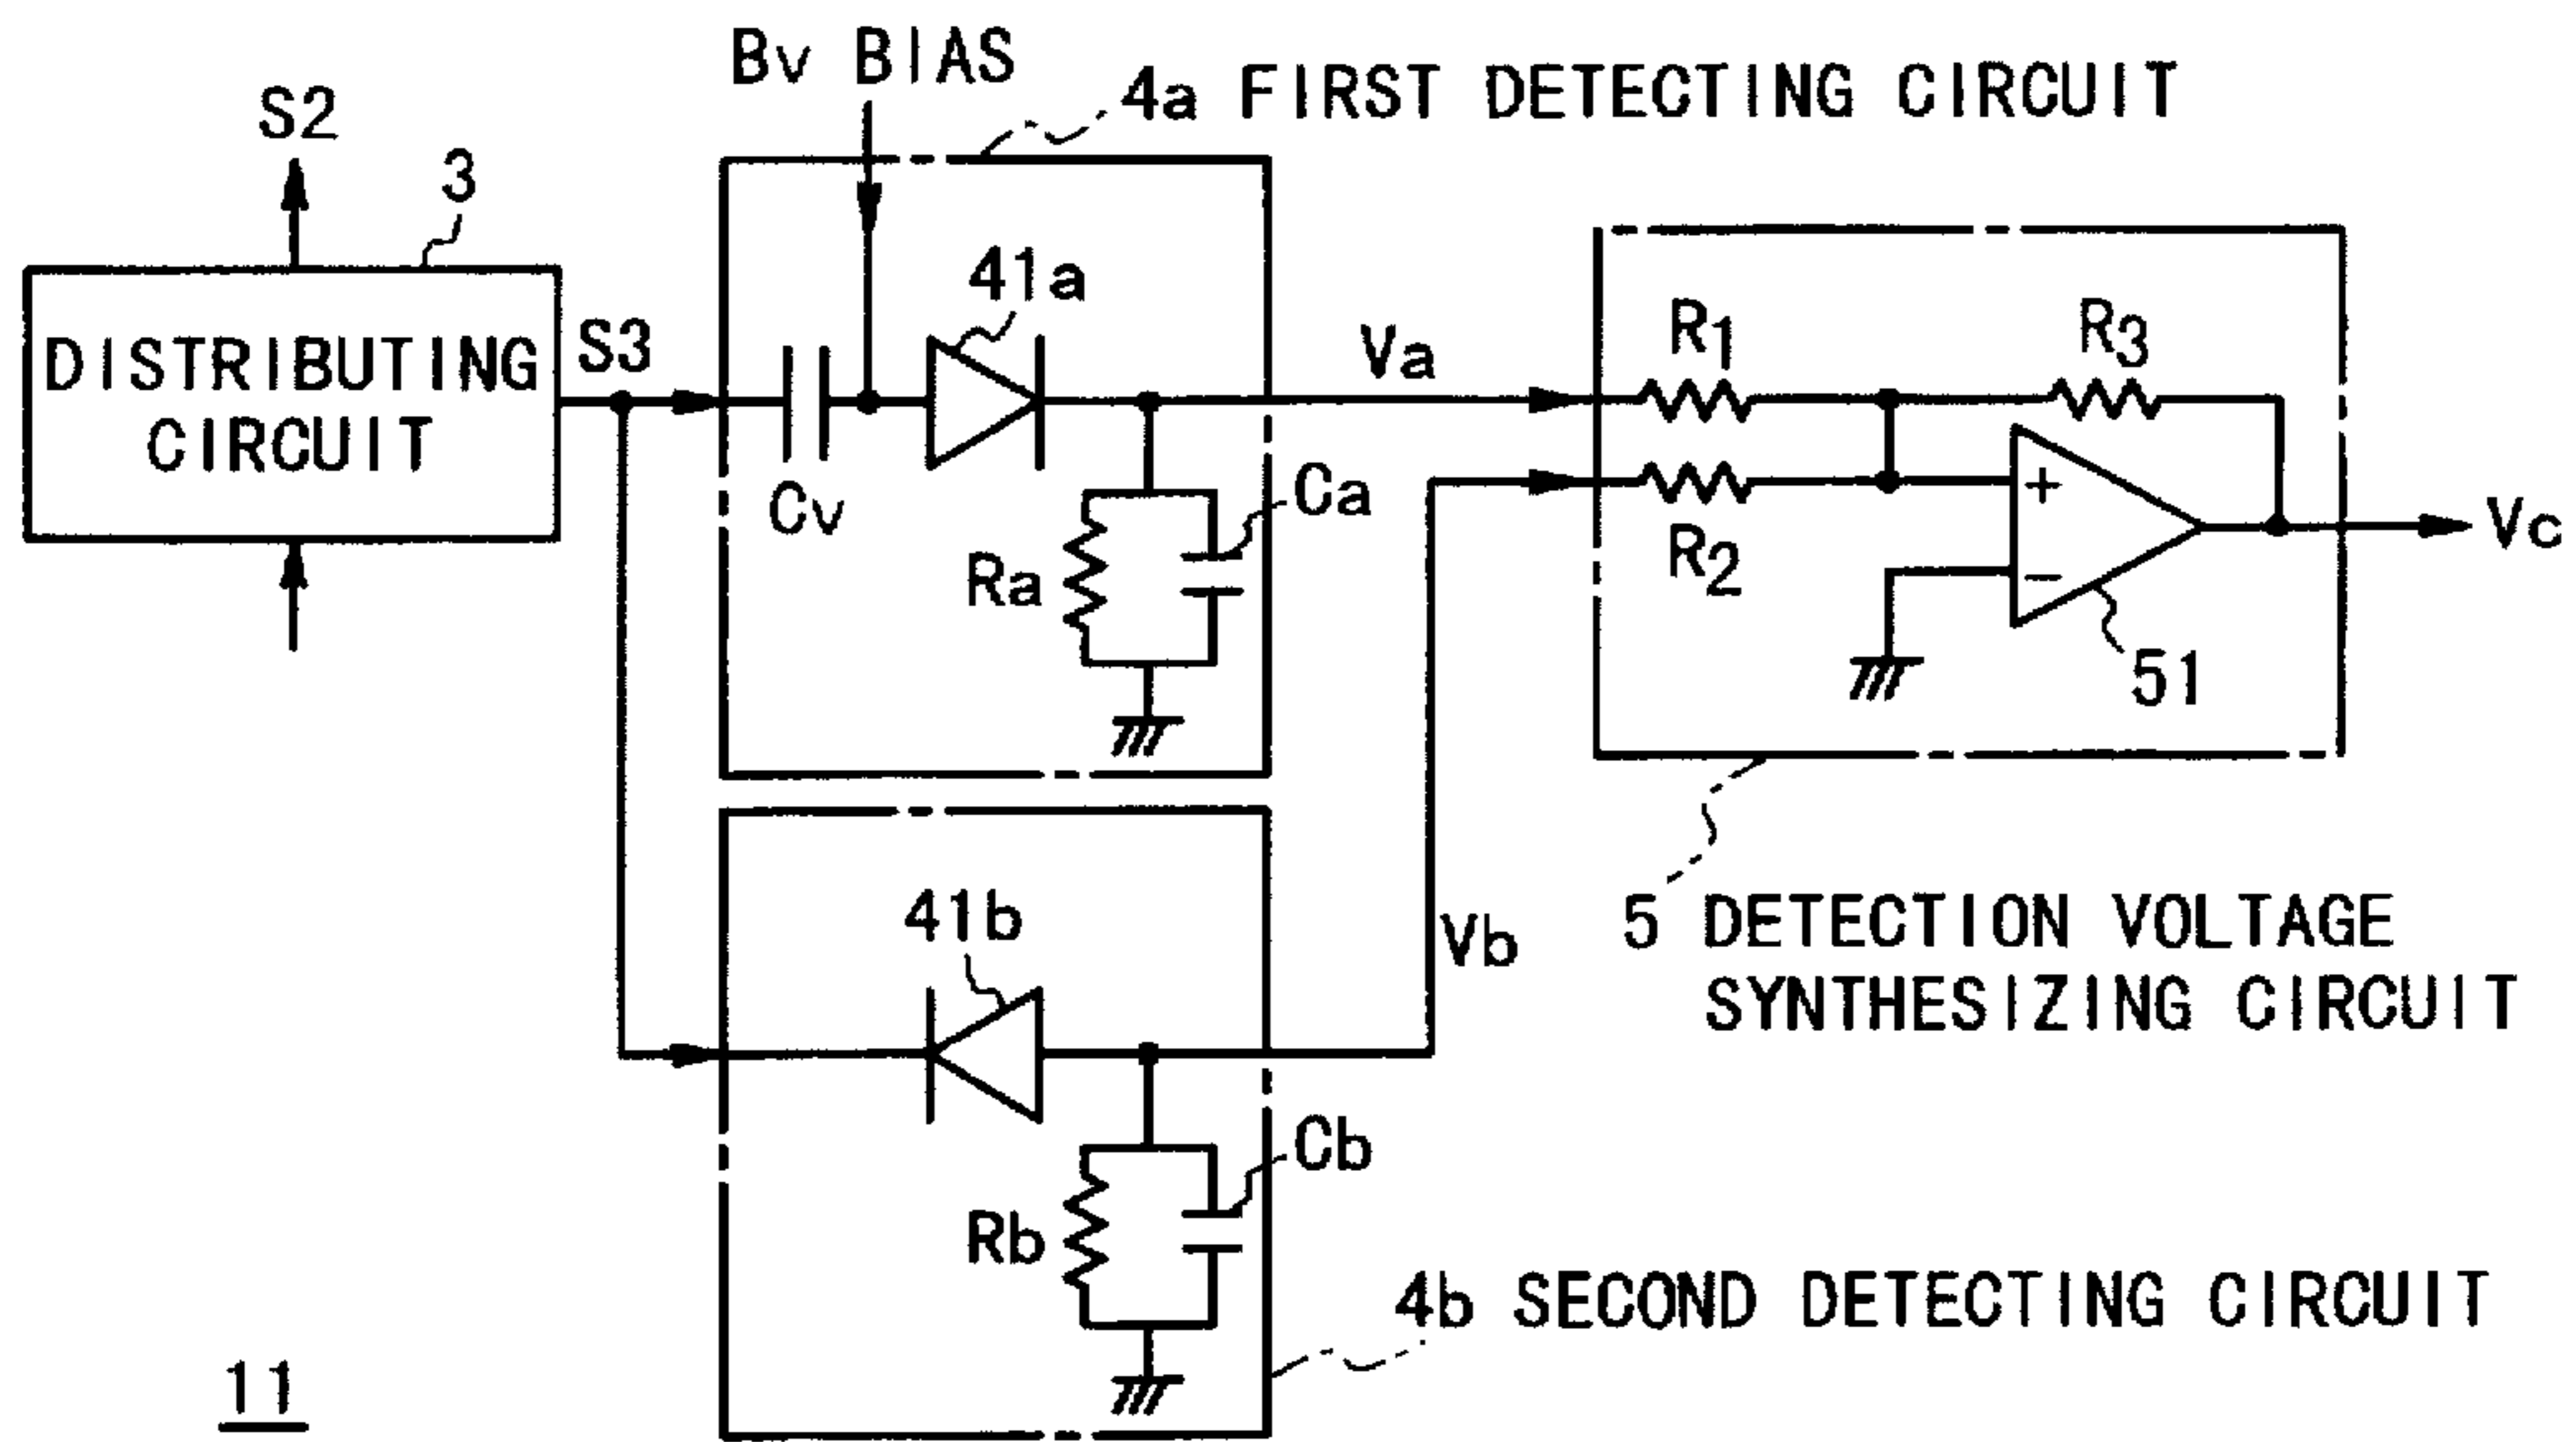 Bv BIAS
4a FIRST DETECTING CIRCUIT
S2
3
41a
S3
DISTRIBUTING
CIRCUIT
Va
R1
R3
Cv
Ca
Ra
R2
+
−
Vc
51
41b
Vb
5 DETECTION VOLTAGE
SYNTHESIZING CIRCUIT
Cb
Rb
4b SECOND DETECTING CIRCUIT
11